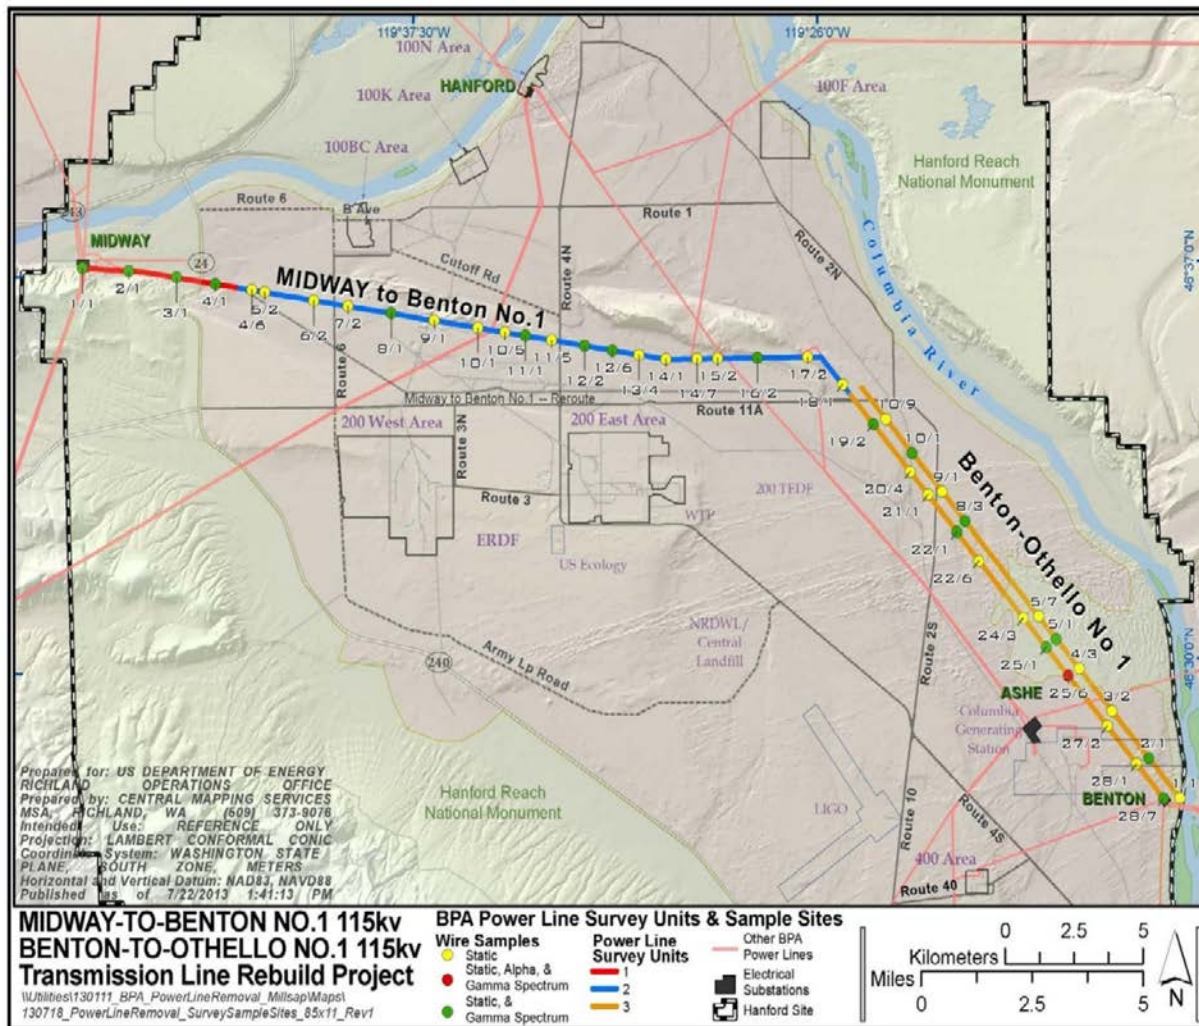 119°37'30"W
119°26'0"W
100N Area
HANFORD
100K Area
100F Area
100BC Area
Hanford Reach
National Monument
Route 6
B Ave
Route 1
MIDWAY
24
Cutoff Rd
Route 4N
Route 2N
Columbia River
MIDWAY to Benton No.1
1/1
2/1
3/1
4/1
4/6
5/2
6/2
7/2
8/1
9/1
10/1
10/5
11/1
11/5
12/2
12/6
13/4
14/1
14/7
15/2
16/2
17/2
18/1
Route 6
Midway to Benton No.1 -- Reroute
Route 11A
10/9
19/2
10/1
200 West Area
Route 3N
200 East Area
Benton-Othello No 1
20/4
9/1
21/1
8/3
200 TEDF
Route 3
WTP
22/1
ERDF
US Ecology
22/6
5/7
5/1
24/3
4/3
25/1
NRDWL/
Central
Landfill
Route 2S
240
Army Lp Road
25/6
ASHE
3/2
Columbia
Generating
Station
27/2
2/1
28/1
1/1
BENTON
28/7
Hanford Reach
National Monument
LIGO
Route 10
Route 4S
400 Area
Route 40
46°30'0"N
Prepared for: US DEPARTMENT OF ENERGY
RICHLAND OPERATIONS OFFICE
Prepared by: CENTRAL MAPPING SERVICES
MSA, RICHLAND, WA (509) 373-9076
Intended Use: REFERENCE ONLY
Projection: LAMBERT CONFORMAL CONIC
Coordinate System: WASHINGTON STATE
PLANE, SOUTH ZONE, METERS
Horizontal and Vertical Datum: NAD83, NAVD88
Published as of 7/22/2013 1:41:13 PM
MIDWAY-TO-BENTON NO.1 115kv
BENTON-TO-OTHELLO NO.1 115kv
Transmission Line Rebuild Project
\\Utilities\130111_BPA_PowerLineRemoval_Millsap\Maps\
130718_PowerLineRemoval_SurveySampleSites_85x11_Rev1
BPA Power Line Survey Units & Sample Sites
Wire Samples
Static
Static, Alpha, &
Gamma Spectrum
Static, &
Gamma Spectrum
Power Line
Survey Units
1
2
3
Other BPA
Power Lines
Electrical
Substations
Hanford Site
Kilometers
0 2.5 5
Miles
0 2.5 5
N